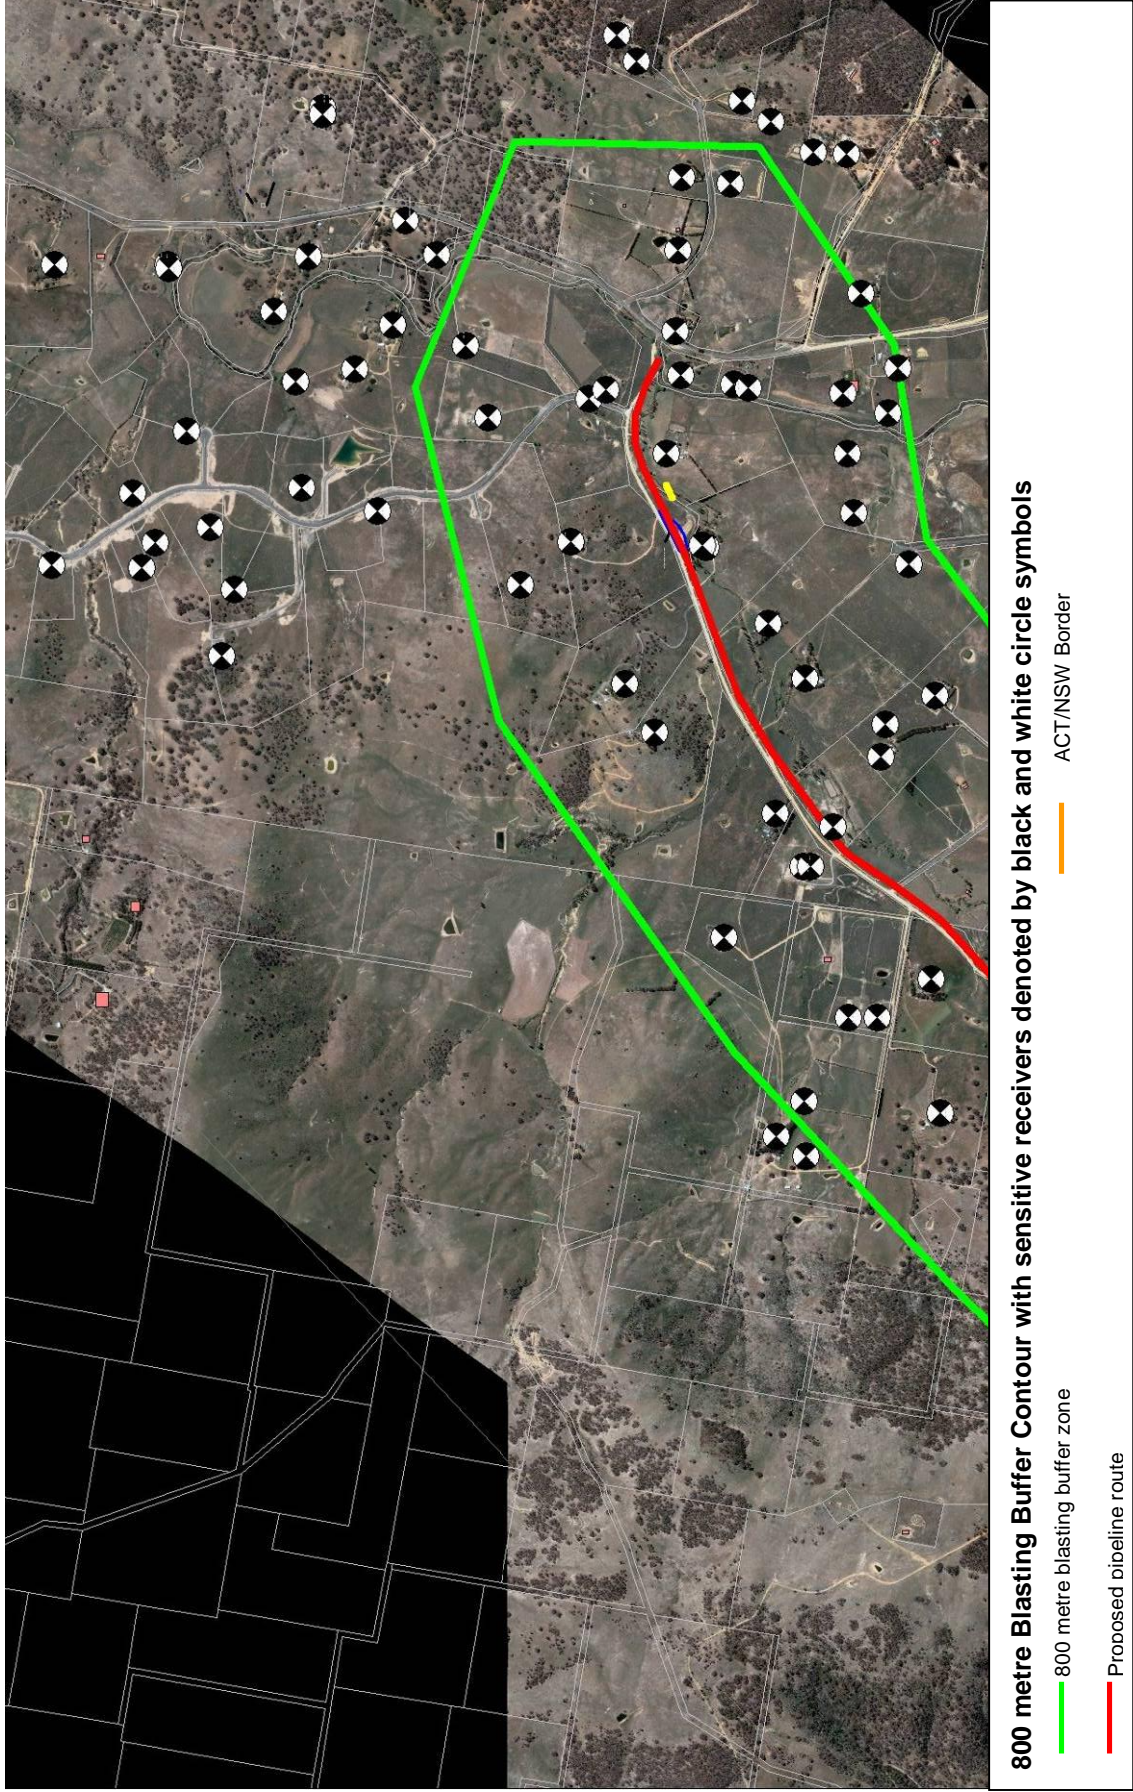 800 metre Blasting Buffer Contour with sensitive receivers denoted by black and white circle symbols
800 metre blasting buffer zone
ACT/NSW Border
Proposed pipeline route